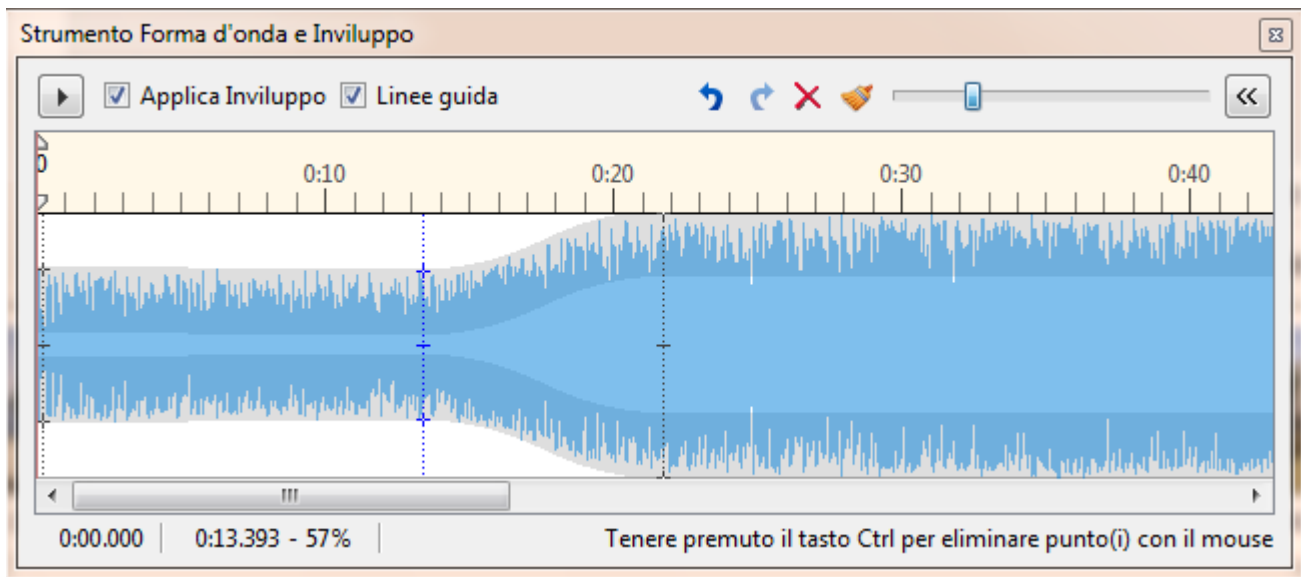 Strumento Forma d'onda e Inviluppo
Applica Inviluppo Linee guida
0 0:10 0:20 0:30 0:40
0:00.000 0:13.393 - 57% Tenere premuto il tasto Ctrl per eliminare punto(i) con il mouse